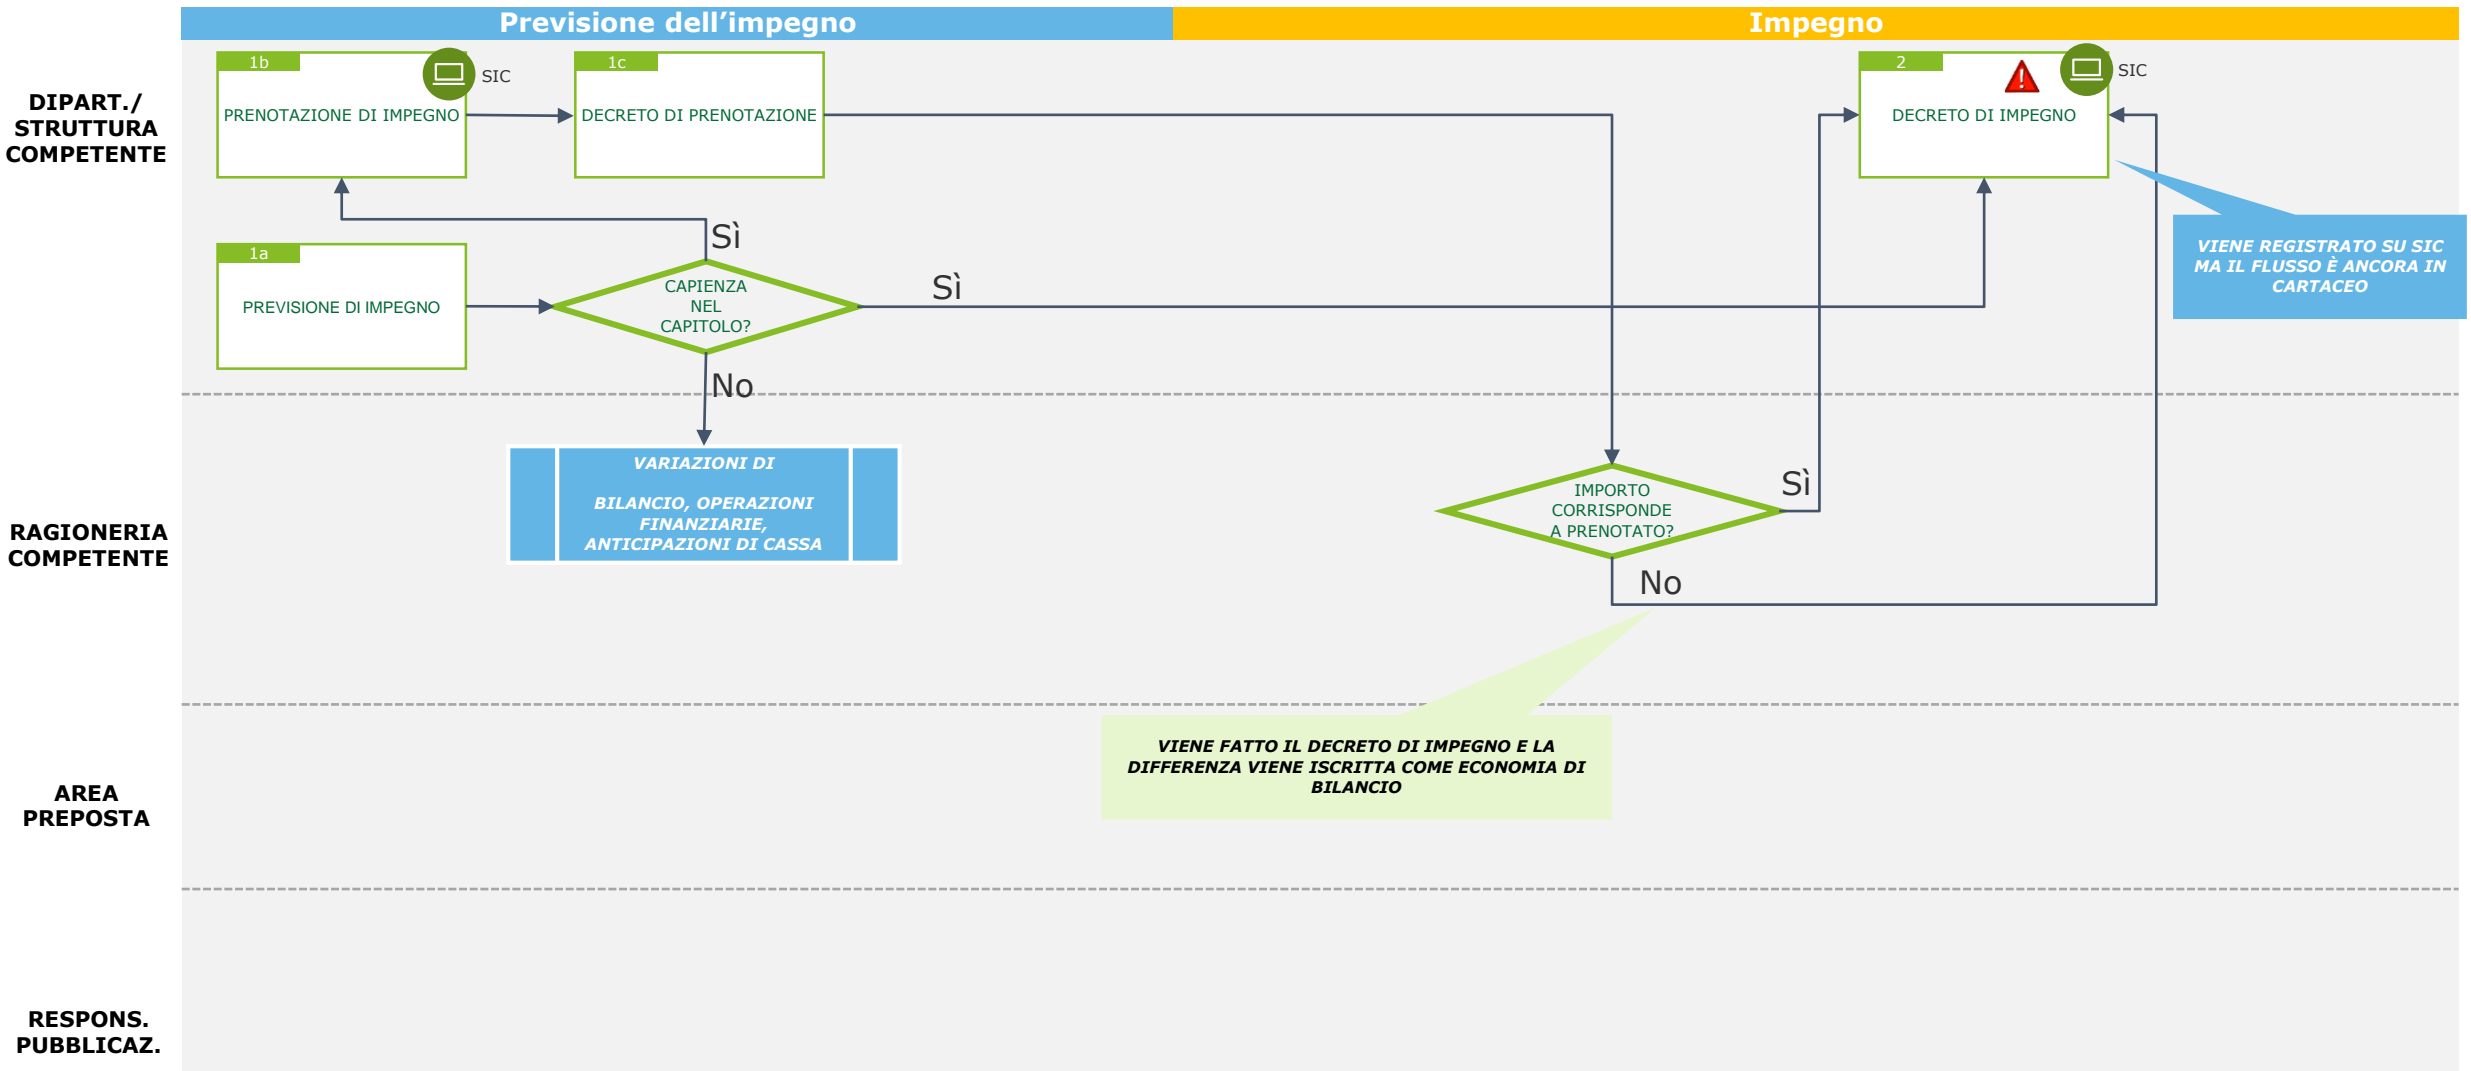 Previsione dell’impegno
Impegno
DIPART./
STRUTTURA
COMPETENTE
1b
SIC
PRENOTAZIONE DI IMPEGNO
1c
DECRETO DI PRENOTAZIONE
2
SIC
DECRETO DI IMPEGNO
VIENE REGISTRATO SU SIC
MA IL FLUSSO È ANCORA IN
CARTACEO
1a
PREVISIONE DI IMPEGNO
Sì
CAPIENZA
NEL
CAPITOLO?
Sì
No
RAGIONERIA
COMPETENTE
VARIAZIONI DI
BILANCIO, OPERAZIONI
FINANZIARIE,
ANTICIPAZIONI DI CASSA
IMPORTO
CORRISPONDE
A PRENOTATO?
Sì
No
AREA
PREPOSTA
VIENE FATTO IL DECRETO DI IMPEGNO E LA
DIFFERENZA VIENE ISCRITTA COME ECONOMIA DI
BILANCIO
RESPONS.
PUBBLICAZ.